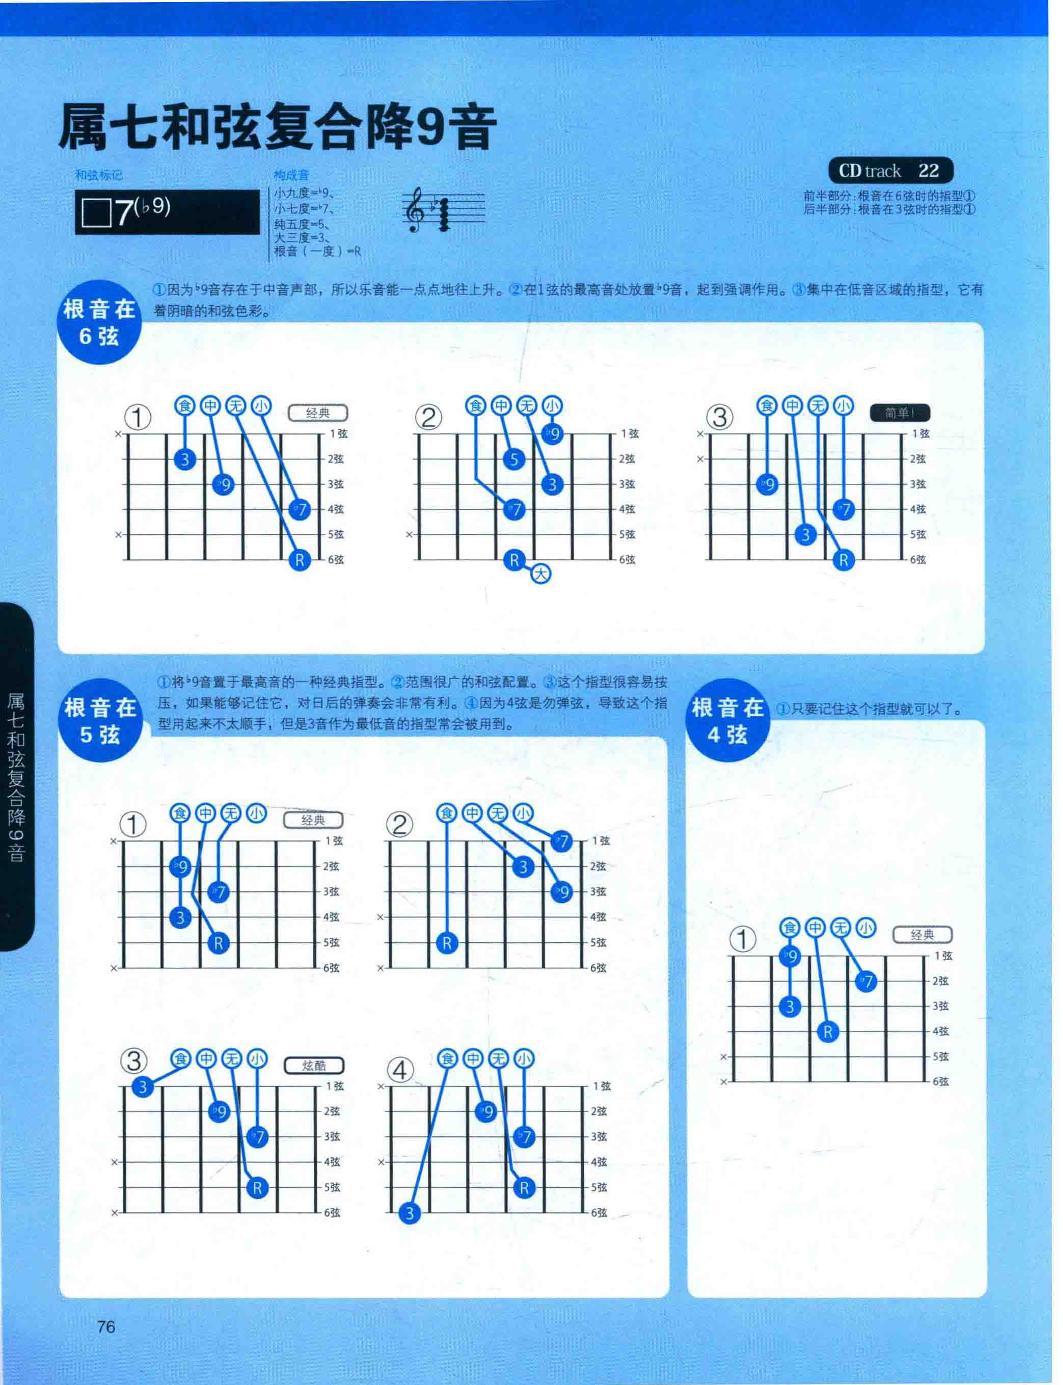 属七和弦复合降9音
和弦标记
□7(♭9)
构成音
小九度=♭9、
小七度=♭7、
纯五度=5、
大三度=3、
根音（一度）=R
CD track 22
前半部分：根音在6弦时的指型①
后半部分：根音在3弦时的指型①
根音在
6弦
①因为♭9音存在于中音声部，所以乐音能一点点地往上升。②在1弦的最高音处放置♭9音，起到强调作用。③集中在低音区域的指型，它有
着阴暗的和弦色彩。
① 食 中 无 小 经典
× 1弦
3 2弦
♭9 3弦
♭7 4弦
× 5弦
R 6弦
② 食 中 无 小
♭9 1弦
5 2弦
3 3弦
♭7 4弦
× 5弦
R 6弦
大
③ 食 中 无 小 简单!
× 1弦
× 2弦
♭9 3弦
♭7 4弦
3 5弦
R 6弦
根音在
5弦
①将♭9音置于最高音的一种经典指型。②范围很广的和弦配置。③这个指型很容易按
压，如果能够记住它，对日后的弹奏会非常有利。④因为4弦是勿弹弦，导致这个指
型用起来不太顺手，但是3音作为最低音的指型常会被用到。
① 食 中 无 小 经典
× 1弦
♭9 2弦
♭7 3弦
3 4弦
R 5弦
× 6弦
② 食 中 无 小
♭7 1弦
3 2弦
♭9 3弦
× 4弦
R 5弦
× 6弦
③ 食 中 无 小 炫酷
3 1弦
♭9 2弦
♭7 3弦
× 4弦
R 5弦
× 6弦
④ 食 中 无 小
× 1弦
♭9 2弦
♭7 3弦
× 4弦
R 5弦
3 6弦
根音在
4弦
①只要记住这个指型就可以了。
① 食 中 无 小 经典
♭9 1弦
♭7 2弦
3 3弦
R 4弦
× 5弦
× 6弦
属七和弦复合降9音
76